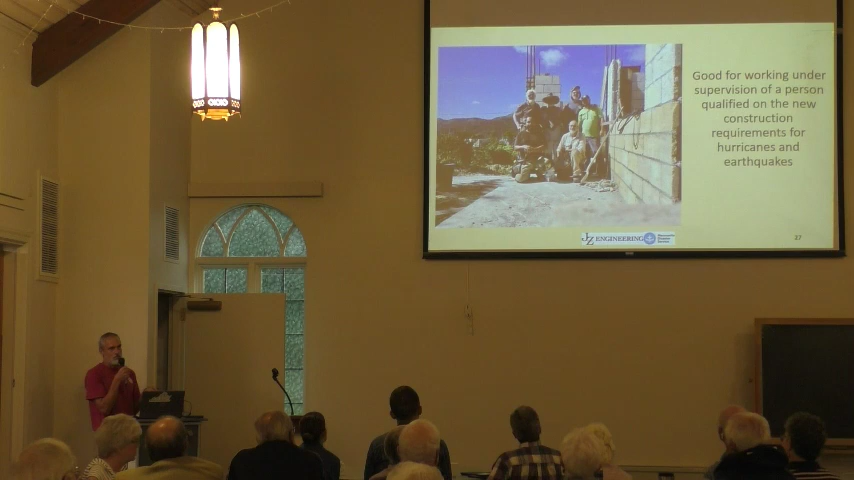 Good for working under
supervision of a person
qualified on the new
construction
requirements for
hurricanes and
earthquakes
JZ ENGINEERING
27